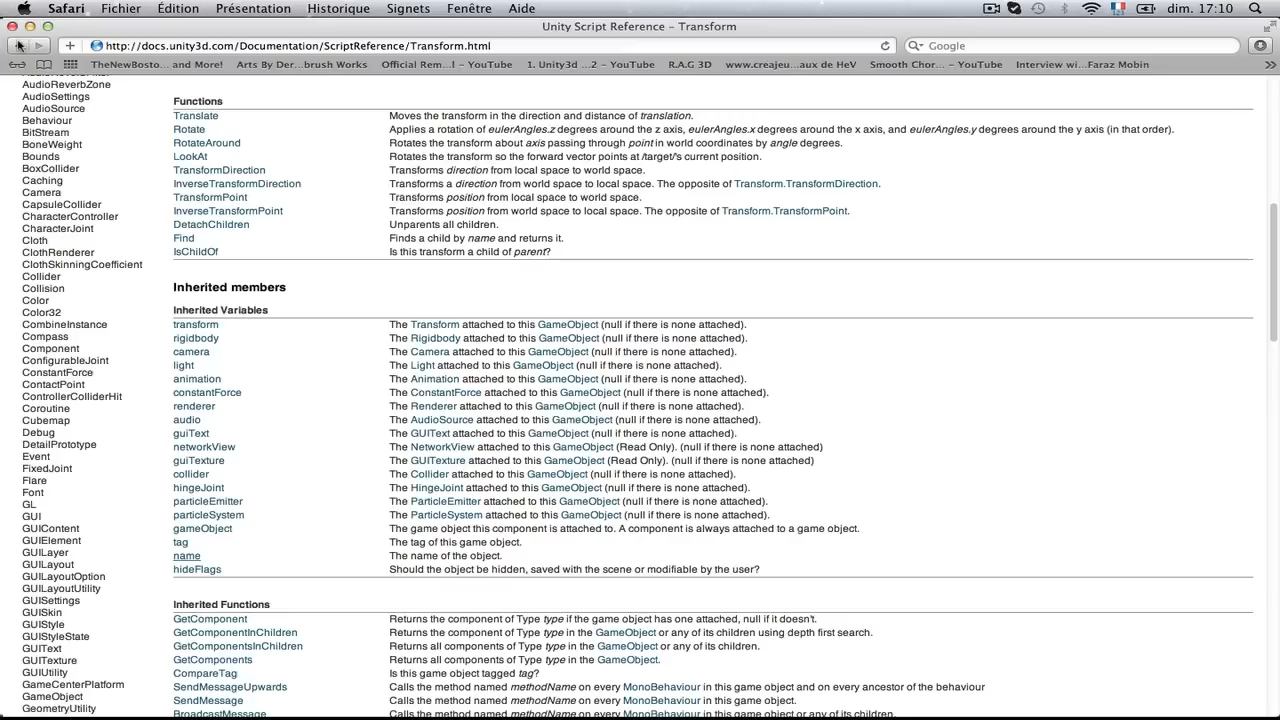 Safari Fichier Édition Présentation Historique Signets Fenêtre Aide dim. 17:10
Unity Script Reference – Transform
http://docs.unity3d.com/Documentation/ScriptReference/Transform.html Google
TheNewBosto... and More! Arts By Der...brush Works Official Rem...l – YouTube 1. Unity3d ...2 – YouTube R.A.G 3D www.creajeu...aux de HeV Smooth Chor... – YouTube Interview wi...Faraz Mobin
AudioReverbZone
AudioSettings
AudioSource
Behaviour
BitStream
BoneWeight
Bounds
BoxCollider
Caching
Camera
CapsuleCollider
CharacterController
CharacterJoint
Cloth
ClothRenderer
ClothSkinningCoefficient
Collider
Collision
Color
Color32
CombineInstance
Compass
Component
ConfigurableJoint
ConstantForce
ContactPoint
ControllerColliderHit
Coroutine
Cubemap
Debug
DetailPrototype
Event
FixedJoint
Flare
Font
GL
GUI
GUIContent
GUIElement
GUILayer
GUILayout
GUILayoutOption
GUILayoutUtility
GUISettings
GUISkin
GUIStyle
GUIStyleState
GUIText
GUITexture
GUIUtility
GameCenterPlatform
GameObject
GeometryUtility
Functions
Translate Moves the transform in the direction and distance of translation.
Rotate Applies a rotation of eulerAngles.z degrees around the z axis, eulerAngles.x degrees around the x axis, and eulerAngles.y degrees around the y axis (in that order).
RotateAround Rotates the transform about axis passing through point in world coordinates by angle degrees.
LookAt Rotates the transform so the forward vector points at /target/'s current position.
TransformDirection Transforms direction from local space to world space.
InverseTransformDirection Transforms a direction from world space to local space. The opposite of Transform.TransformDirection.
TransformPoint Transforms position from local space to world space.
InverseTransformPoint Transforms position from world space to local space. The opposite of Transform.TransformPoint.
DetachChildren Unparents all children.
Find Finds a child by name and returns it.
IsChildOf Is this transform a child of parent?
Inherited members
Inherited Variables
transform The Transform attached to this GameObject (null if there is none attached).
rigidbody The Rigidbody attached to this GameObject (null if there is none attached).
camera The Camera attached to this GameObject (null if there is none attached).
light The Light attached to this GameObject (null if there is none attached).
animation The Animation attached to this GameObject (null if there is none attached).
constantForce The ConstantForce attached to this GameObject (null if there is none attached).
renderer The Renderer attached to this GameObject (null if there is none attached).
audio The AudioSource attached to this GameObject (null if there is none attached).
guiText The GUIText attached to this GameObject (null if there is none attached).
networkView The NetworkView attached to this GameObject (Read Only). (null if there is none attached)
guiTexture The GUITexture attached to this GameObject (Read Only). (null if there is none attached)
collider The Collider attached to this GameObject (null if there is none attached).
hingeJoint The HingeJoint attached to this GameObject (null if there is none attached).
particleEmitter The ParticleEmitter attached to this GameObject (null if there is none attached).
particleSystem The ParticleSystem attached to this GameObject (null if there is none attached).
gameObject The game object this component is attached to. A component is always attached to a game object.
tag The tag of this game object.
name The name of the object.
hideFlags Should the object be hidden, saved with the scene or modifiable by the user?
Inherited Functions
GetComponent Returns the component of Type type if the game object has one attached, null if it doesn't.
GetComponentInChildren Returns the component of Type type in the GameObject or any of its children using depth first search.
GetComponentsInChildren Returns all components of Type type in the GameObject or any of its children.
GetComponents Returns all components of Type type in the GameObject.
CompareTag Is this game object tagged tag?
SendMessageUpwards Calls the method named methodName on every MonoBehaviour in this game object and on every ancestor of the behaviour
SendMessage Calls the method named methodName on every MonoBehaviour in this game object.
BroadcastMessage Calls the method named methodName on every MonoBehaviour in this game object or any of its children.